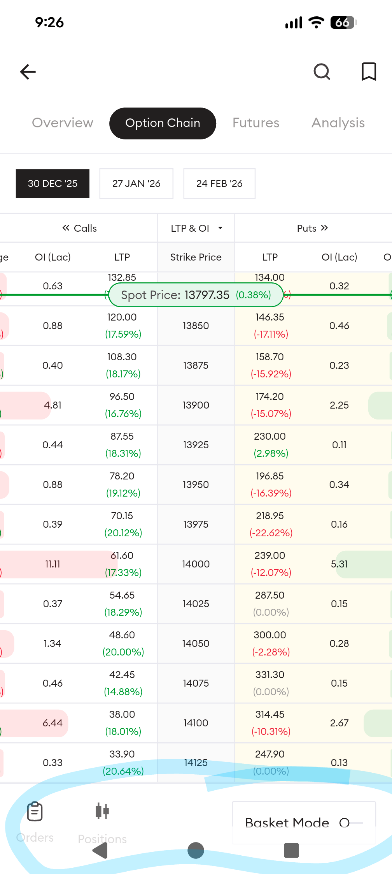 9:26
66
Overview Option Chain Futures Analysis
30 DEC '25 27 JAN '26 24 FEB '26
« Calls LTP & OI Puts »
ge OI (Lac) LTP Strike Price LTP OI (Lac) O
0.63 132.85 134.00 0.32
Spot Price: 13797.35 (0.38%)
0.88 120.00 13850 146.35 0.46
(17.59%) (-17.11%)
0.40 108.30 13875 158.70 0.23
(18.17%) (-15.92%)
4.81 96.50 13900 174.20 2.25
(16.76%) (-15.07%)
0.44 87.55 13925 230.00 0.11
(18.31%) (2.98%)
0.88 78.20 13950 196.85 0.34
(19.12%) (-16.39%)
0.39 70.15 13975 218.95 0.16
(20.12%) (-22.62%)
11.11 61.60 14000 239.00 5.31
(17.33%) (-12.07%)
0.37 54.65 14025 287.50 0.15
(18.29%) (0.00%)
1.34 48.60 14050 300.00 0.28
(20.00%) (-2.28%)
0.46 42.45 14075 331.30 0.15
(14.88%) (0.00%)
6.44 38.00 14100 314.45 2.67
(18.01%) (-10.31%)
0.33 33.90 14125 247.90 0.13
(20.64%) (0.00%)
Orders Positions Basket Mode